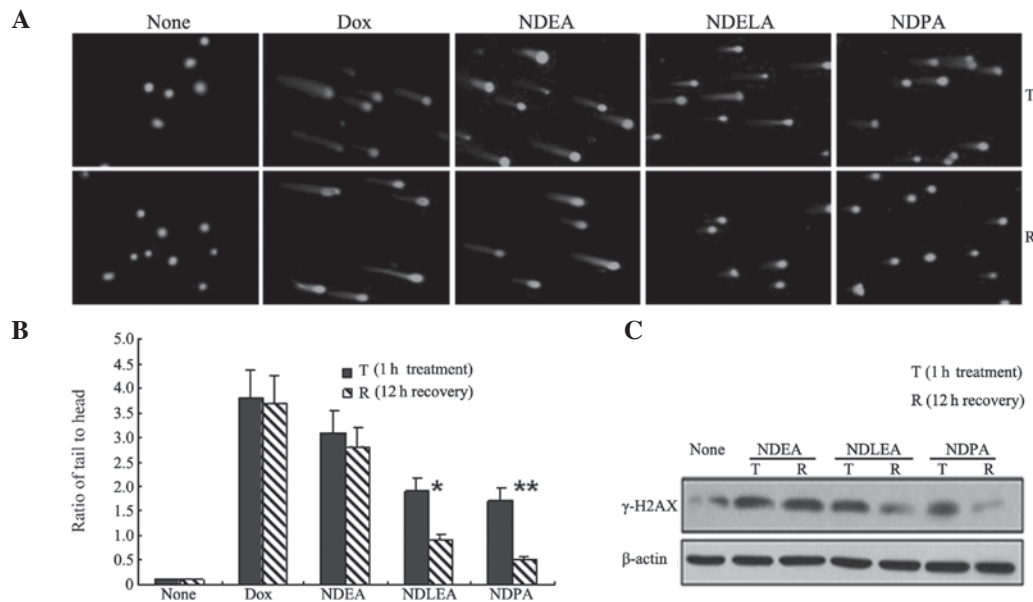 A
None Dox NDEA NDELA NDPA
T
R
B
Ratio of tail to head
5.0
4.5
4.0
3.5
3.0
2.5
2.0
1.5
1.0
0.5
0
T (1 h treatment)
R (12 h recovery)
* **
None Dox NDEA NDLEA NDPA
C
T (1 h treatment)
R (12 h recovery)
None NDEA NDLEA NDPA
T R T R T R
γ-H2AX
β-actin